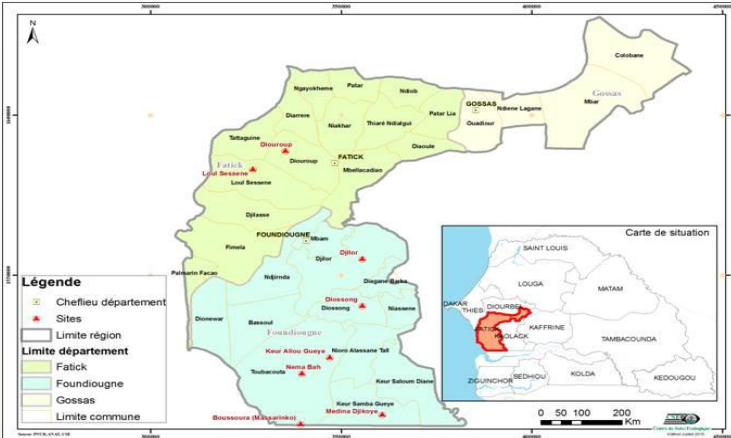 N
Colobane
Ngayokheme
Patar
Ndiob
Gossas
GOSSAS
Ndiene Lagane
Mbar
Diarrere
Patar Lia
Ouadiour
Niakhar
Thiaré Ndialgui
Tattaguine
Diouroup
Diaoule
Fatick
Diouroup
FATICK
Loul Sessene
Mbellacadiao
Loul Sessene
Djilasse
FOUNDIOUGNE
Mbam
Fimela
Djilor
Djilor
Palmarin Facao
Ndjirnda
Diagane Barka
Diossong
Dionewar
Bassoul
Diossong
Niassene
Foundiougne
Keur Allou Gueye
Nioro Alassane Tall
Nema Bah
Toubacouta
Keur Saloum Diane
Keur Samba Gueye
Medina Djikoye
Boussoura (Massarinko)
Légende
Cheflieu département
Sites
Limite région
Limite département
Fatick
Foundiougne
Gossas
Limite commune
Carte de situation
SAINT LOUIS
LOUGA
MATAM
DAKAR
THIES
DIOURBEL
FATICK
KAOLACK
KAFFRINE
TAMBACOUNDA
ZIGUINCHOR
SEDHIOU
KOLDA
KEDOUGOU
0 50 100 200
Km
Centre de Suivi Ecologique